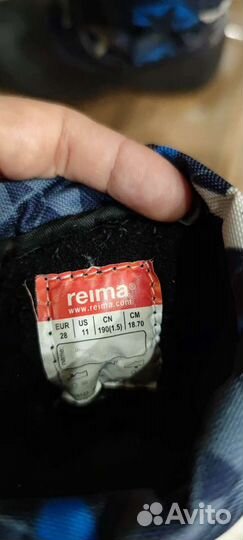 reima®
www.reima.com
EUR US CN CM
28 11 190(1.5) 18.70
Avito